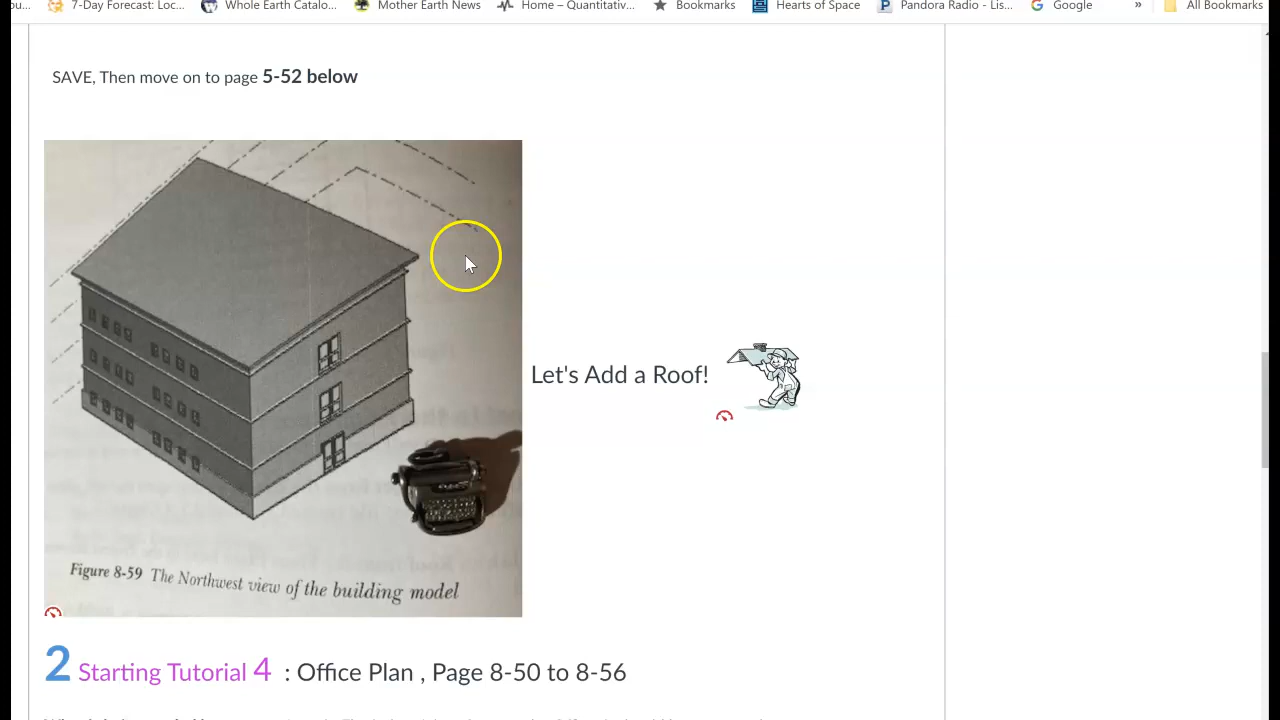 ou...
7-Day Forecast: Loc...
Whole Earth Catalo...
Mother Earth News
Home – Quantitativ...
Bookmarks
Hearts of Space
Pandora Radio - Lis...
Google
»
All Bookmarks
SAVE, Then move on to page 5-52 below
Let's Add a Roof!
Figure 8-59 The Northwest view of the building model
2 Starting Tutorial 4 : Office Plan , Page 8-50 to 8-56